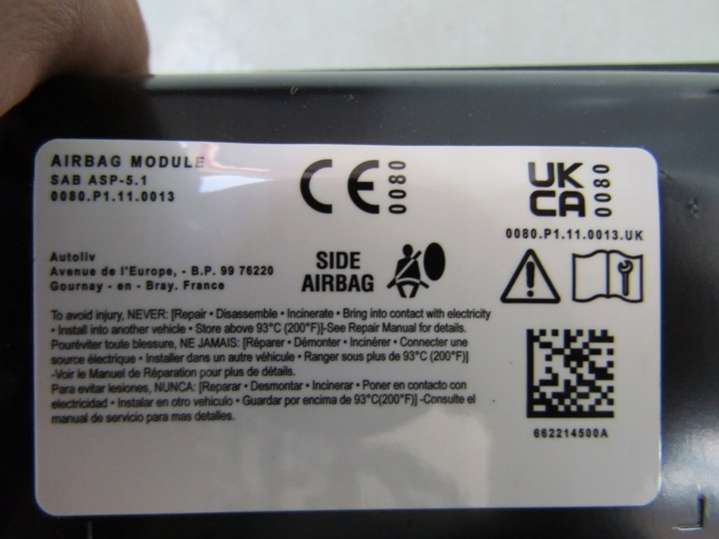 AIRBAG MODULE
SAB ASP-5.1
0080.P1.11.0013
CE 0080
UK
CA 0080
0080.P1.11.0013.UK
Autoliv
Avenue de l'Europe, - B.P. 99 76220
Gournay - en - Bray. France
SIDE
AIRBAG
To avoid injury, NEVER: [Repair • Disassemble • Incinerate • Bring into contact with electricity
• Install into another vehicle • Store above 93°C (200°F)]-See Repair Manual for details.
Pouréviter toute blessure, NE JAMAIS: [Réparer • Démonter • Incinérer • Connecter une
source électrique • Installer dans un autre véhicule • Ranger sous plus de 93°C (200°F)]
-Voir le Manuel de Réparation pour plus de détails.
Para evitar lesiones, NUNCA: [Reparar • Desmontar • Incinerar • Poner en contacto con
electricidad • Instalar en otro vehiculo • Guardar por encima de 93°C(200°F)] -Consulte el
manual de servicio para mas detalles.
662214500A